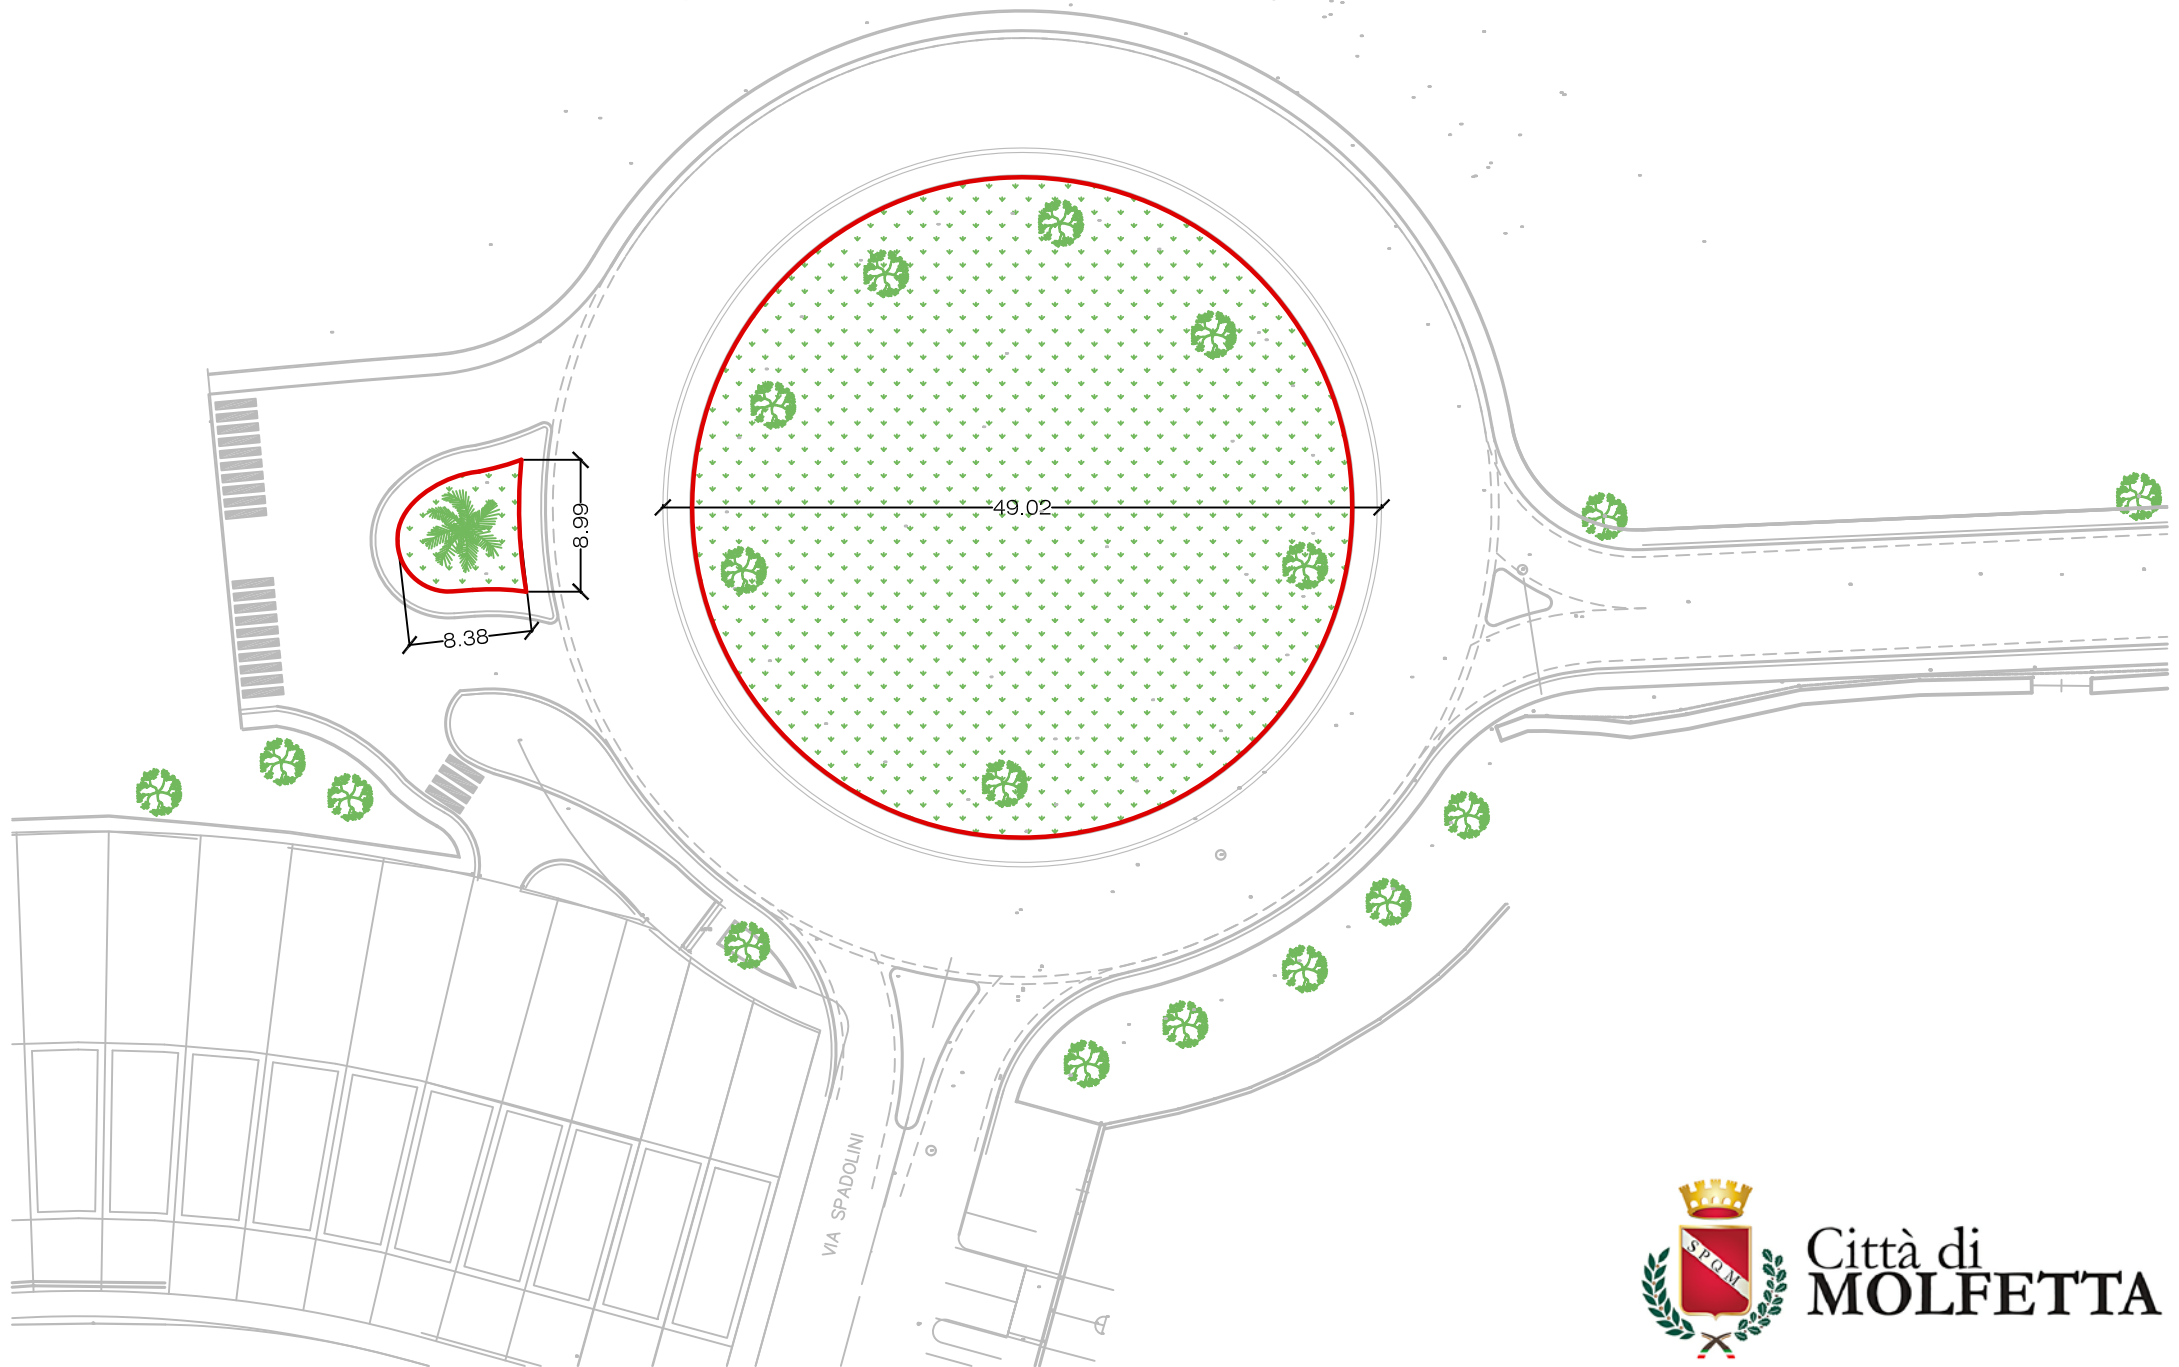 49.02
8.99
8.38
VIA SPADOLINI
SPQM
Città di
MOLFETTA